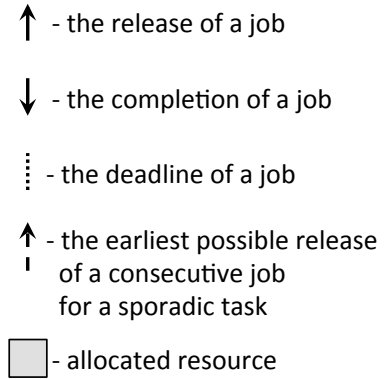 - the release of a job
- the completion of a job
- the deadline of a job
- the earliest possible release
of a consecutive job
for a sporadic task
- allocated resource